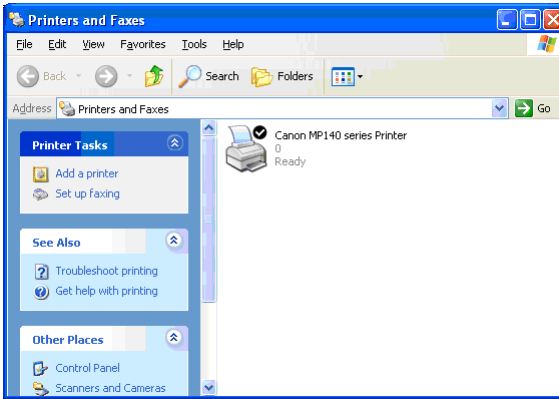 Printers and Faxes
File Edit View Favorites Tools Help
Back Search Folders
Address Printers and Faxes Go
Printer Tasks
Add a printer
Set up faxing
See Also
Troubleshoot printing
Get help with printing
Other Places
Control Panel
Scanners and Cameras
Canon MP140 series Printer
0
Ready